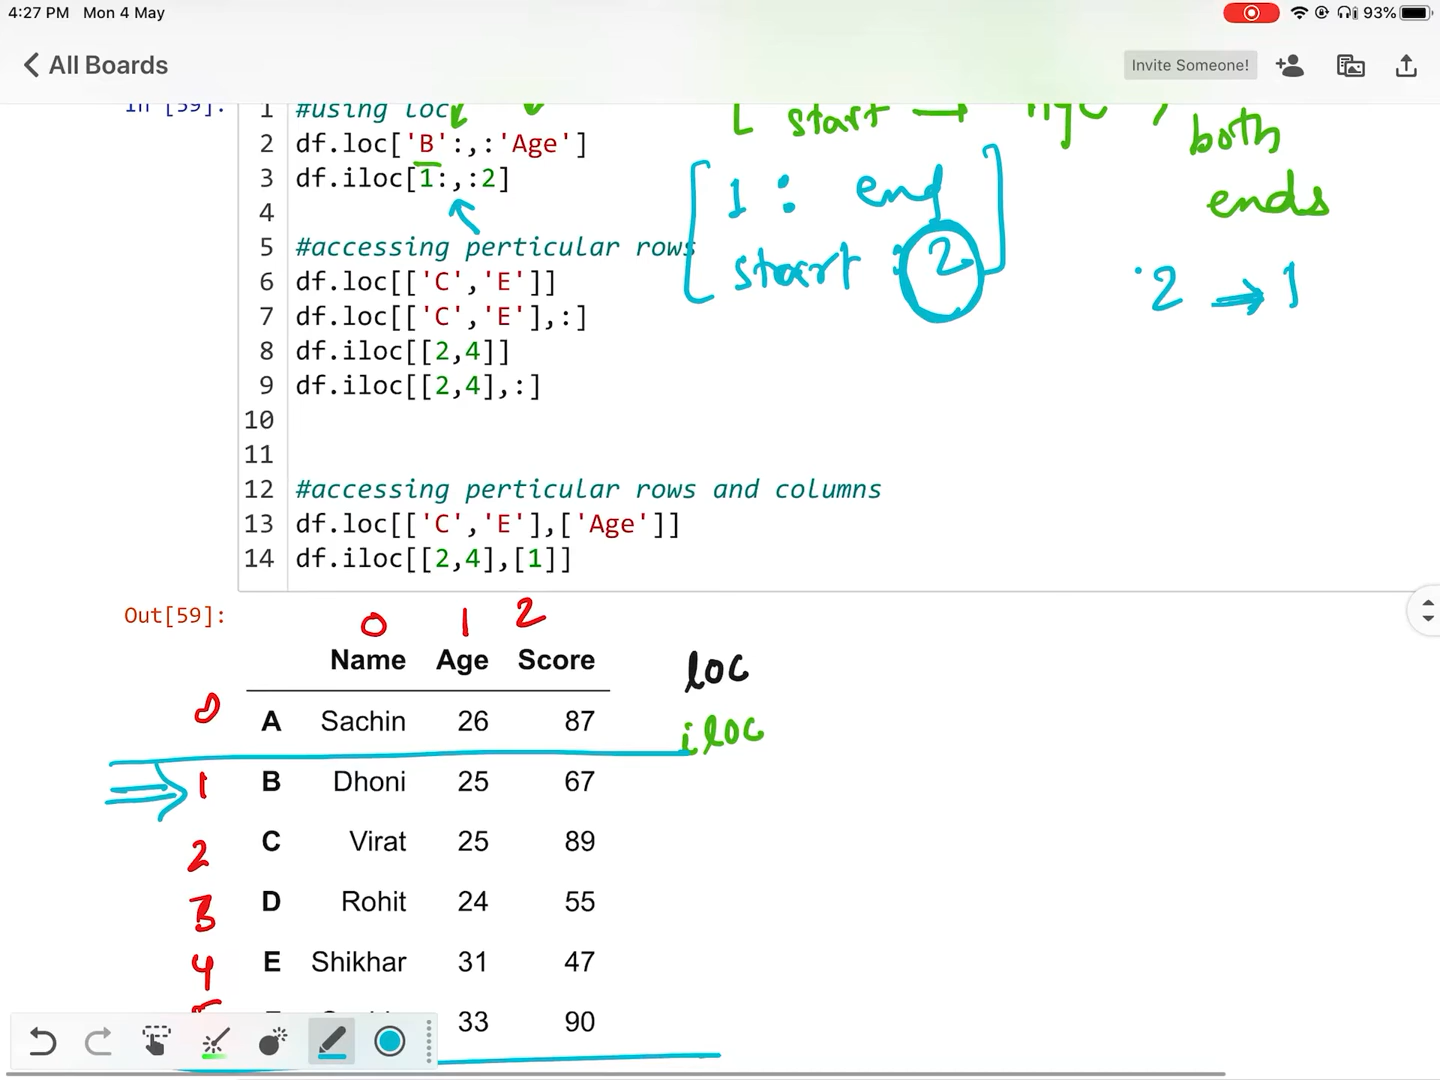 4:27 PM Mon 4 May
93%
All Boards
Invite Someone!
In [59]:
1 #using loc
2 df.loc['B':,:'Age']
3 df.iloc[1:,:2]
4
5 #accessing perticular rows
6 df.loc[['C','E']]
7 df.loc[['C','E'],:]
8 df.iloc[[2,4]]
9 df.iloc[[2,4],:]
10
11
12 #accessing perticular rows and columns
13 df.loc[['C','E'],['Age']]
14 df.iloc[[2,4],[1]]
[ start →
both
ends
1 : end
start : 2
2 ⇒ 1
Out[59]:
0 1 2
Name Age Score
loc
0 A Sachin 26 87
iloc
1 B Dhoni 25 67
2 C Virat 25 89
3 D Rohit 24 55
4 E Shikhar 31 47
33 90